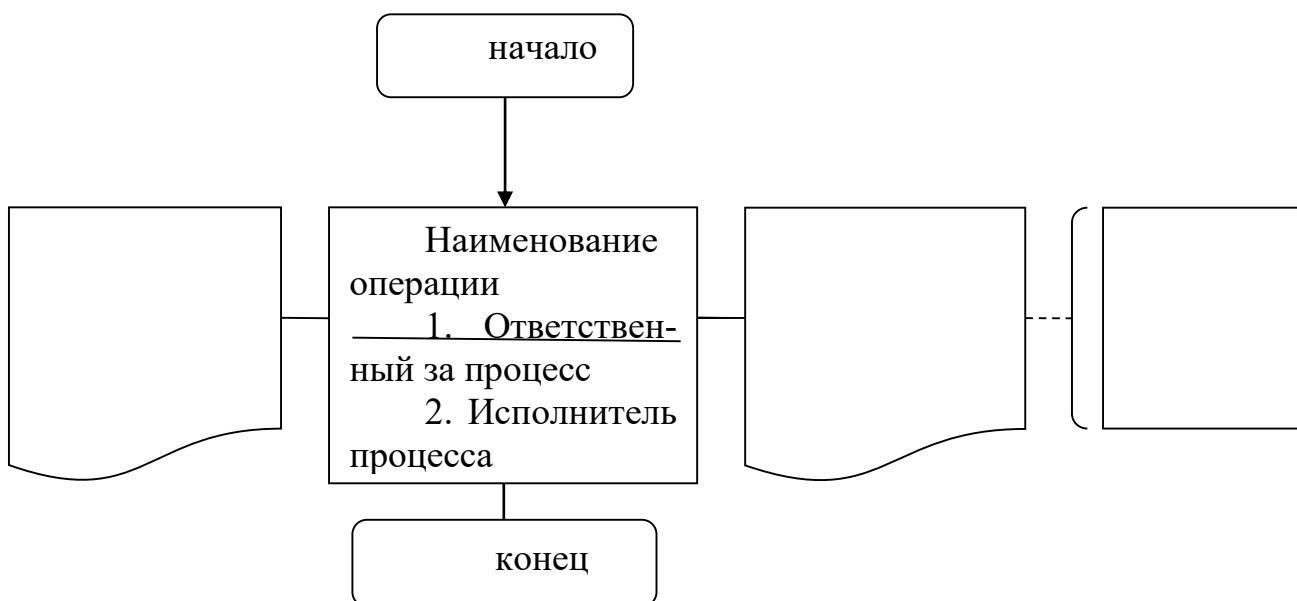 начало
Наименование
операции
1. Ответствен-
ный за процесс
2. Исполнитель
процесса
конец